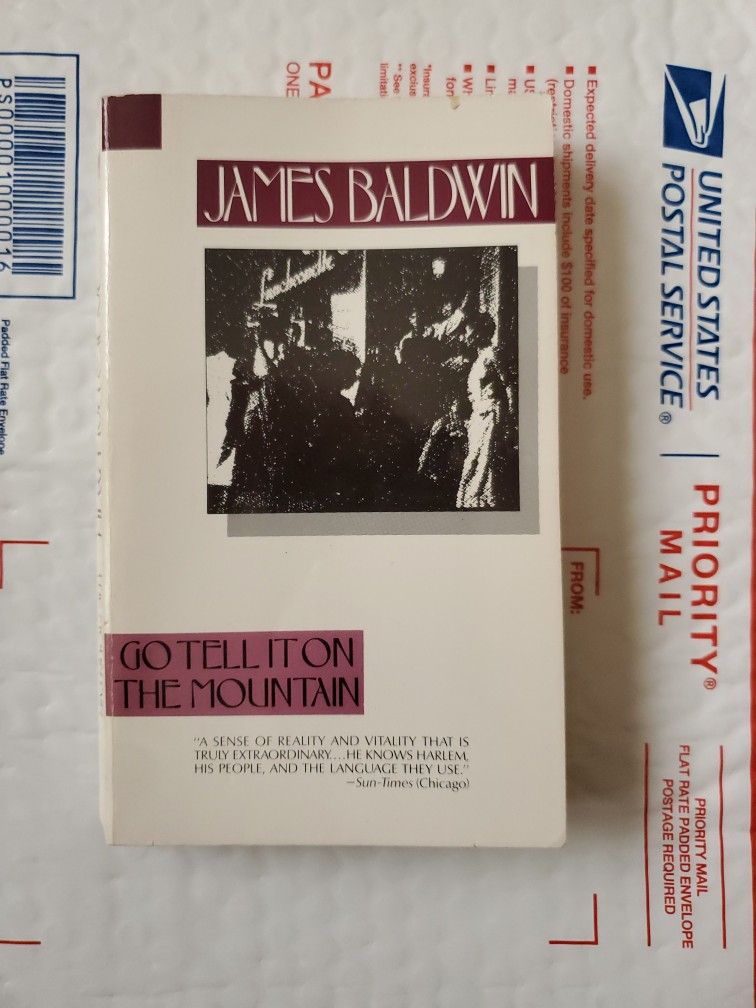 JAMES BALDWIN
GO TELL IT ON
THE MOUNTAIN
"A SENSE OF REALITY AND VITALITY THAT IS
TRULY EXTRAORDINARY....HE KNOWS HARLEM,
HIS PEOPLE, AND THE LANGUAGE THEY USE."
—Sun-Times (Chicago)
UNITED STATES
POSTAL SERVICE®
PRIORITY®
MAIL
PRIORITY MAIL
FLAT RATE PADDED ENVELOPE
POSTAGE REQUIRED
■ Expected delivery date specified for domestic use.
■ Domestic shipments include $100 of insurance
FROM:
PS00001000016
Padded Flat Rate Envelope